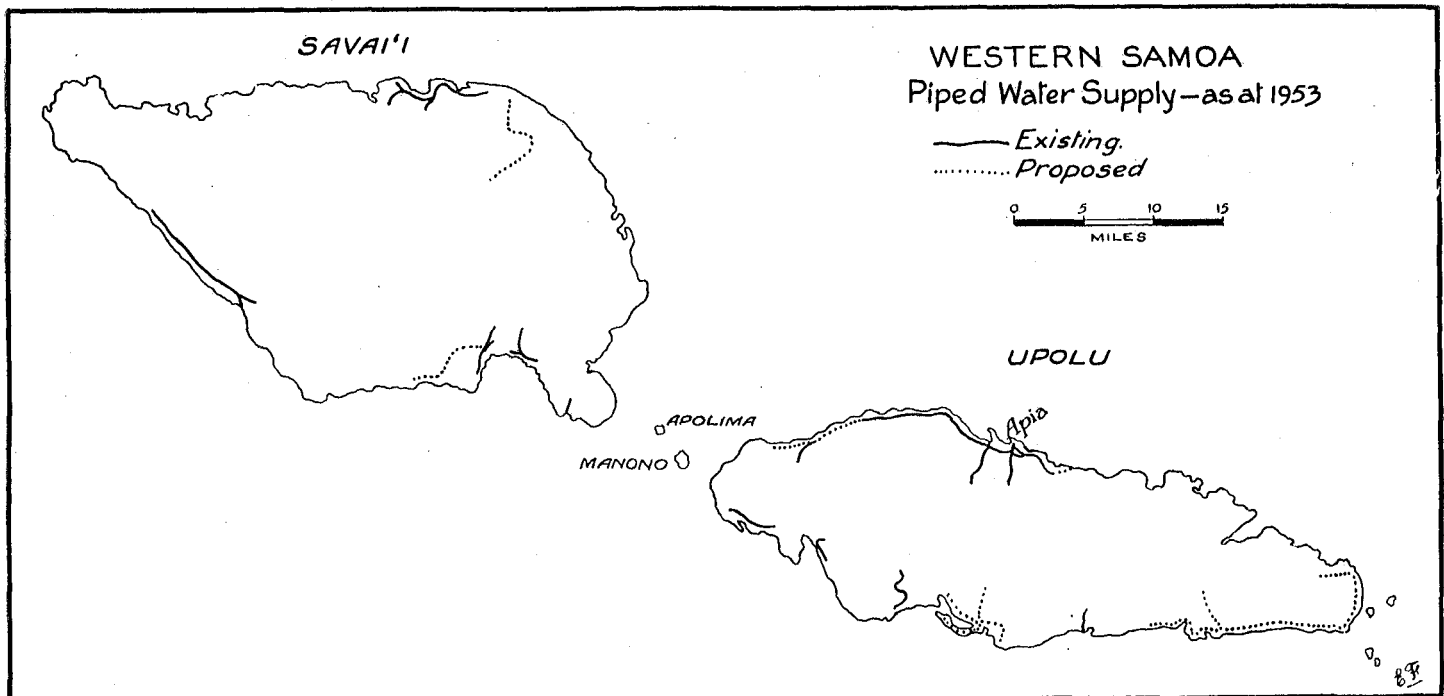 SAVAI'I
WESTERN SAMOA
Piped Water Supply—as at 1953
Existing.
Proposed
0 5 10 15
MILES
UPOLU
Apia
APOLIMA
MANONO